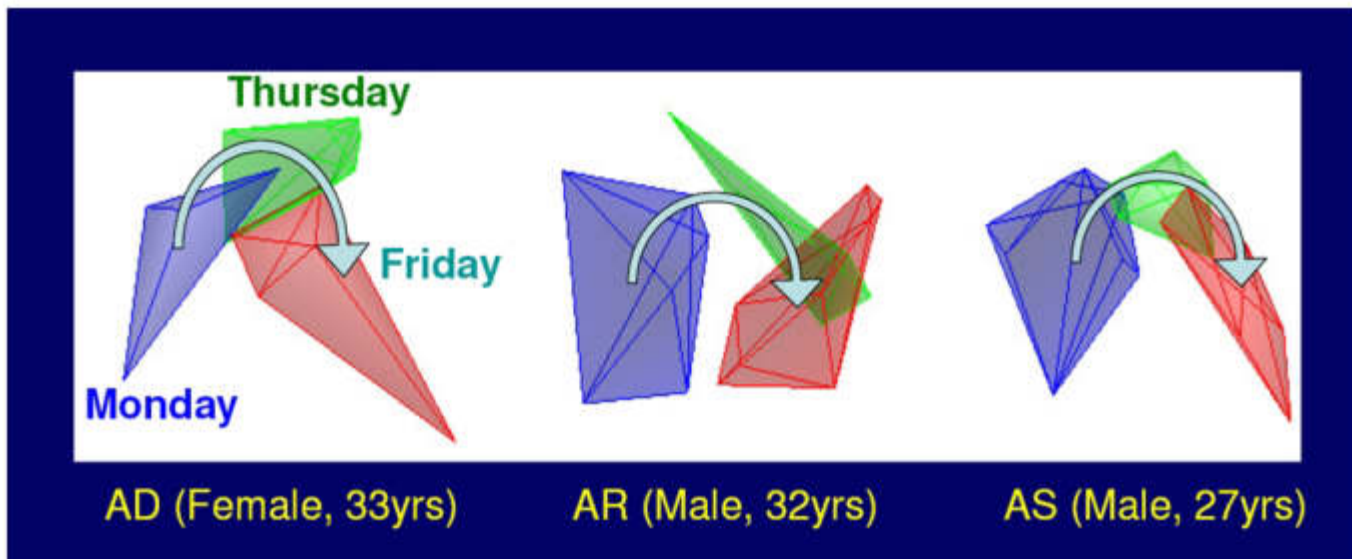 Thursday
Friday
Monday
AD (Female, 33yrs)
AR (Male, 32yrs)
AS (Male, 27yrs)